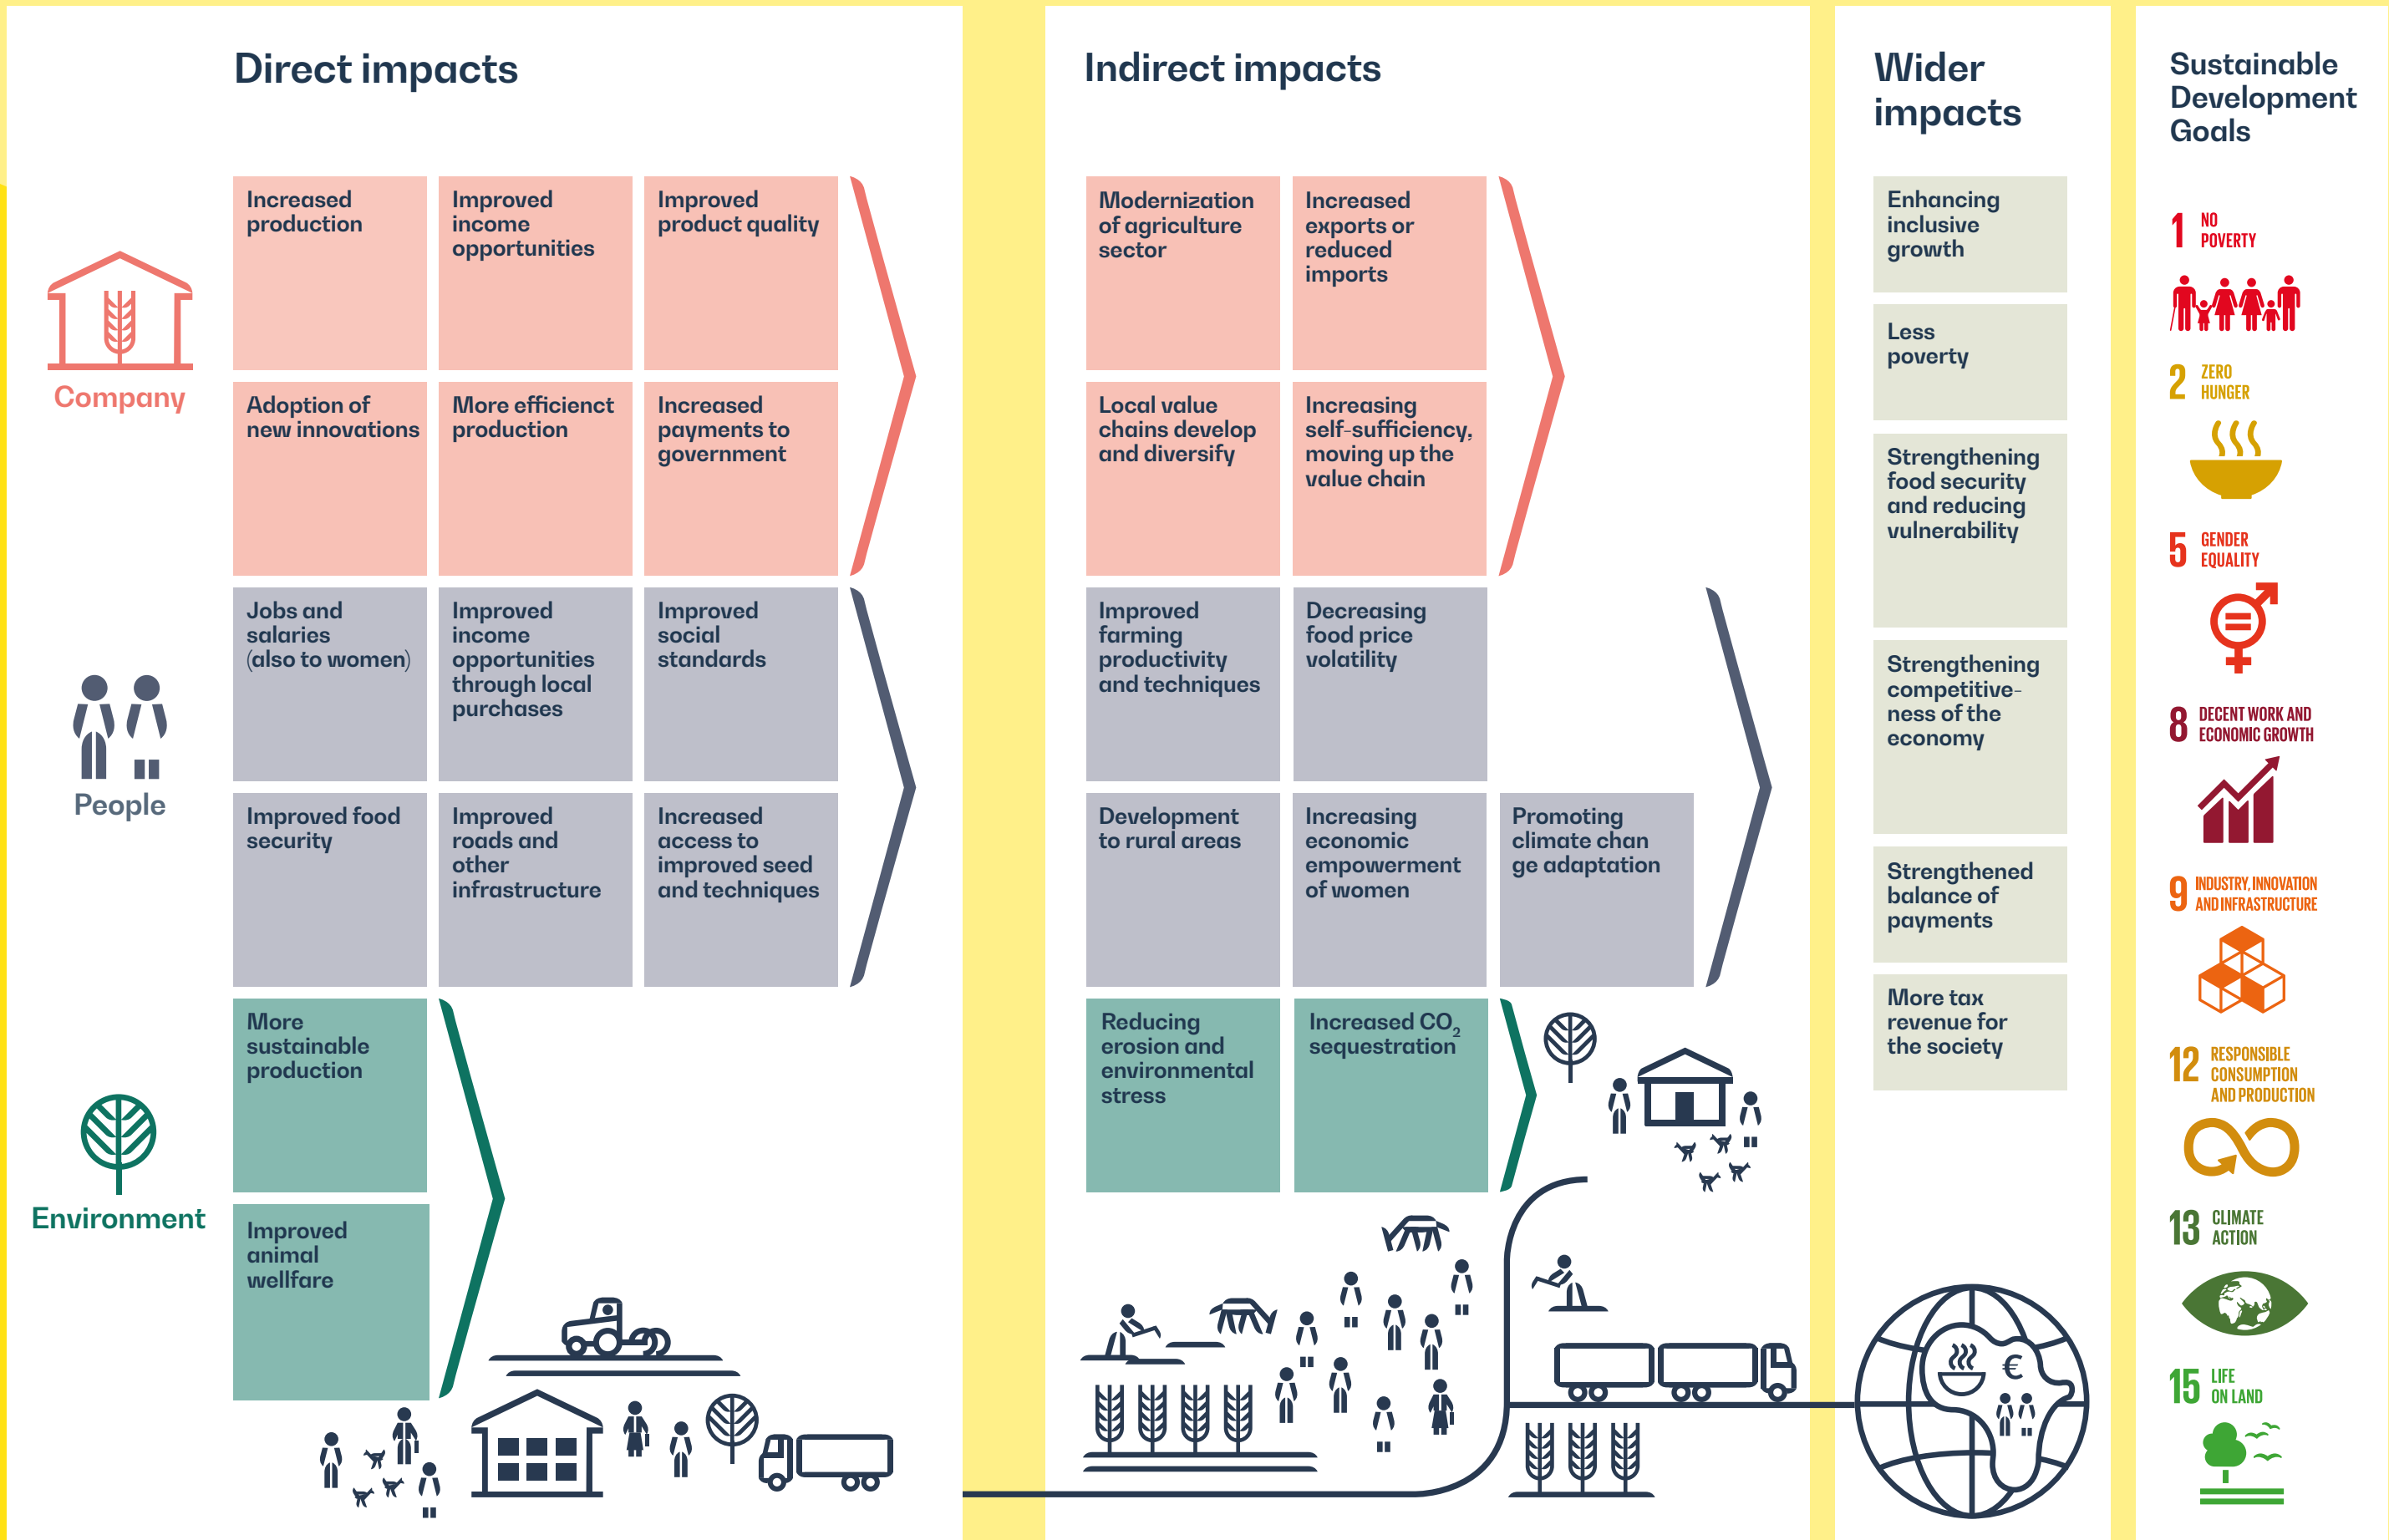 Direct impacts
Company
Increased
production
Improved
income
opportunities
Improved
product quality
Adoption of
new innovations
More efficienct
production
Increased
payments to
government
People
Jobs and
salaries
(also to women)
Improved
income
opportunities
through local
purchases
Improved
social
standards
Improved food
security
Improved
roads and
other
infrastructure
Increased
access to
improved seed
and techniques
Environment
More
sustainable
production
Improved
animal
wellfare
Indirect impacts
Modernization
of agriculture
sector
Increased
exports or
reduced
imports
Local value
chains develop
and diversify
Increasing
self-sufficiency,
moving up the
value chain
Improved
farming
productivity
and techniques
Decreasing
food price
volatility
Development
to rural areas
Increasing
economic
empowerment
of women
Promoting
climate chan
ge adaptation
Reducing
erosion and
environmental
stress
Increased CO₂
sequestration
Wider
impacts
Enhancing
inclusive
growth
Less
poverty
Strengthening
food security
and reducing
vulnerability
Strengthening
competitive-
ness of the
economy
Strengthened
balance of
payments
More tax
revenue for
the society
€
Sustainable
Development
Goals
1 NO
POVERTY
2 ZERO
HUNGER
5 GENDER
EQUALITY
8 DECENT WORK AND
ECONOMIC GROWTH
9 INDUSTRY, INNOVATION
AND INFRASTRUCTURE
12 RESPONSIBLE
CONSUMPTION
AND PRODUCTION
13 CLIMATE
ACTION
15 LIFE
ON LAND